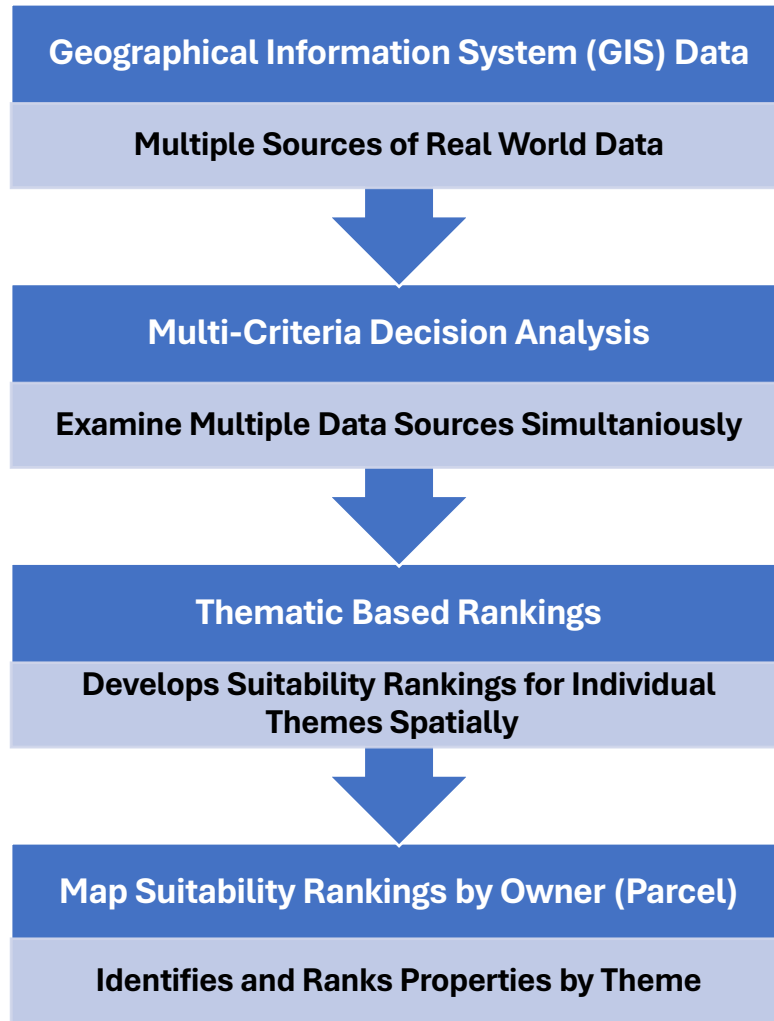 Geographical Information System (GIS) Data
Multiple Sources of Real World Data
Multi-Criteria Decision Analysis
Examine Multiple Data Sources Simultaniously
Thematic Based Rankings
Develops Suitability Rankings for Individual
Themes Spatially
Map Suitability Rankings by Owner (Parcel)
Identifies and Ranks Properties by Theme